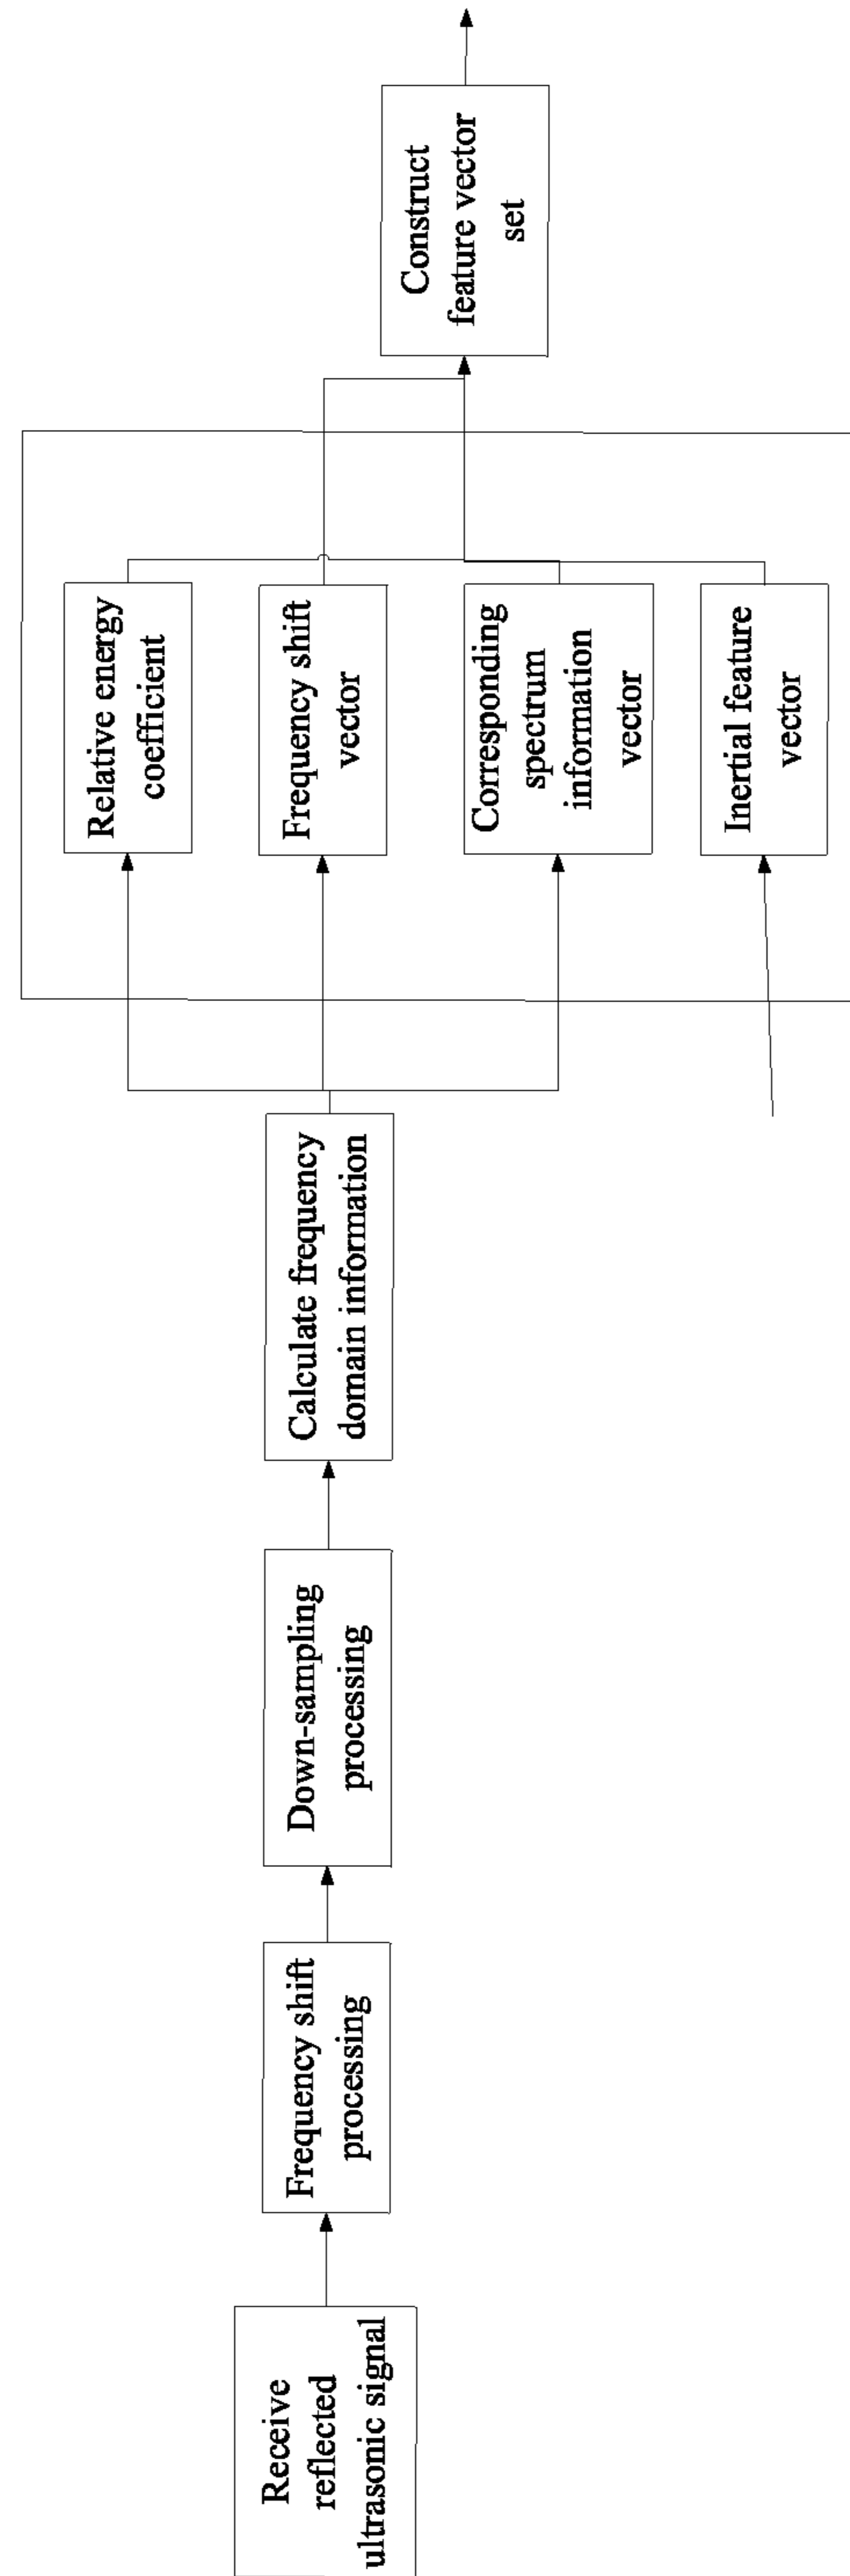 Receive
reflected
ultrasonic signal
Frequency shift
processing
Down-sampling
processing
Calculate frequency
domain information
Relative energy
coefficient
Frequency shift
vector
Corresponding
spectrum
information
vector
Inertial feature
vector
Construct
feature vector
set